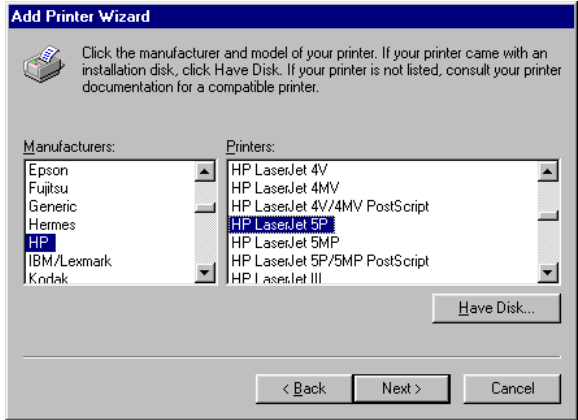 Add Printer Wizard
Click the manufacturer and model of your printer. If your printer came with an
installation disk, click Have Disk. If your printer is not listed, consult your printer
documentation for a compatible printer.
Manufacturers:
Epson
Fujitsu
Generic
Hermes
HP
IBM/Lexmark
Kodak
Printers:
HP LaserJet 4V
HP LaserJet 4MV
HP LaserJet 4V/4MV PostScript
HP LaserJet 5P
HP LaserJet 5MP
HP LaserJet 5P/5MP PostScript
HP LaserJet III
Have Disk...
< Back
Next >
Cancel